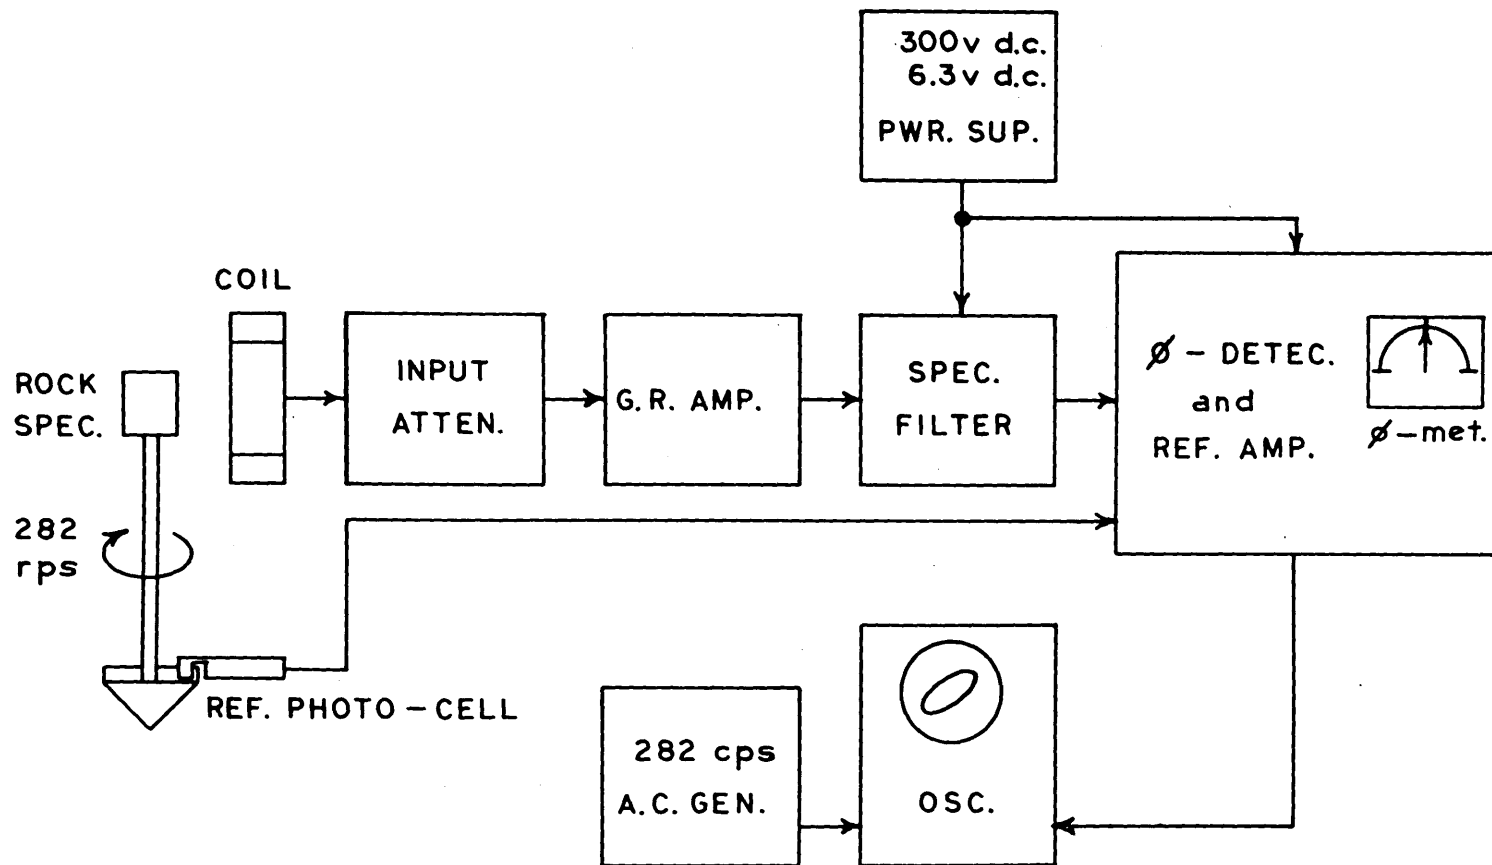 300v d.c.
6.3v d.c.
PWR. SUP.
COIL
ROCK
SPEC.
INPUT
ATTEN.
G.R. AMP.
SPEC.
FILTER
Ø - DETEC.
and
REF. AMP.
Ø-met.
282
rps
REF. PHOTO-CELL
282 cps
A.C. GEN.
OSC.